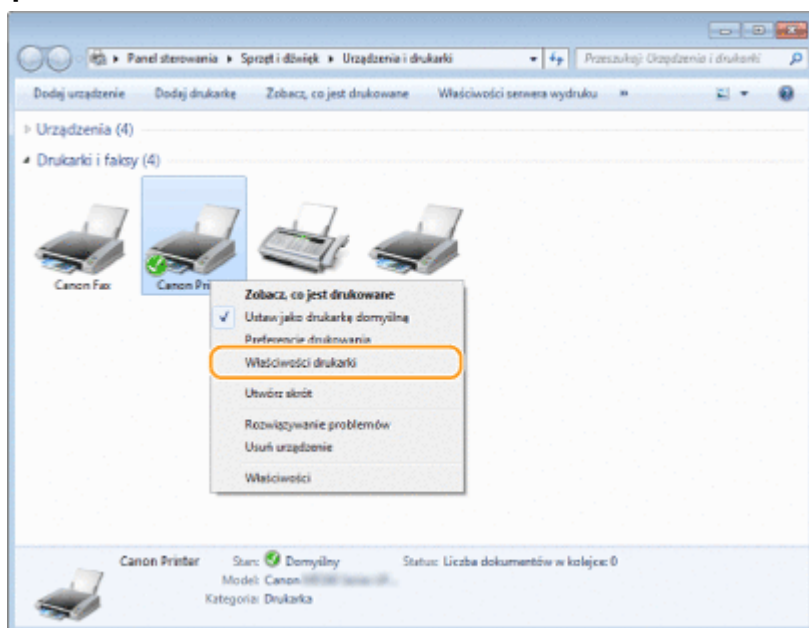 Panel sterowania ▸ Sprzęt i dźwięk ▸ Urządzenia i drukarki
Przeszukaj: Urządzenia i drukarki
Dodaj urządzenie Dodaj drukarkę Zobacz, co jest drukowane Właściwości serwera wydruku »
Urządzenia (4)
Drukarki i faksy (4)
Canon Fax
Canon Pri
Zobacz, co jest drukowane
Ustaw jako drukarkę domyślną
Preferencje drukowania
Właściwości drukarki
Utwórz skrót
Rozwiązywanie problemów
Usuń urządzenie
Właściwości
Canon Printer Stan: Domyślny Status: Liczba dokumentów w kolejce: 0
Model: Canon
Kategoria: Drukarka